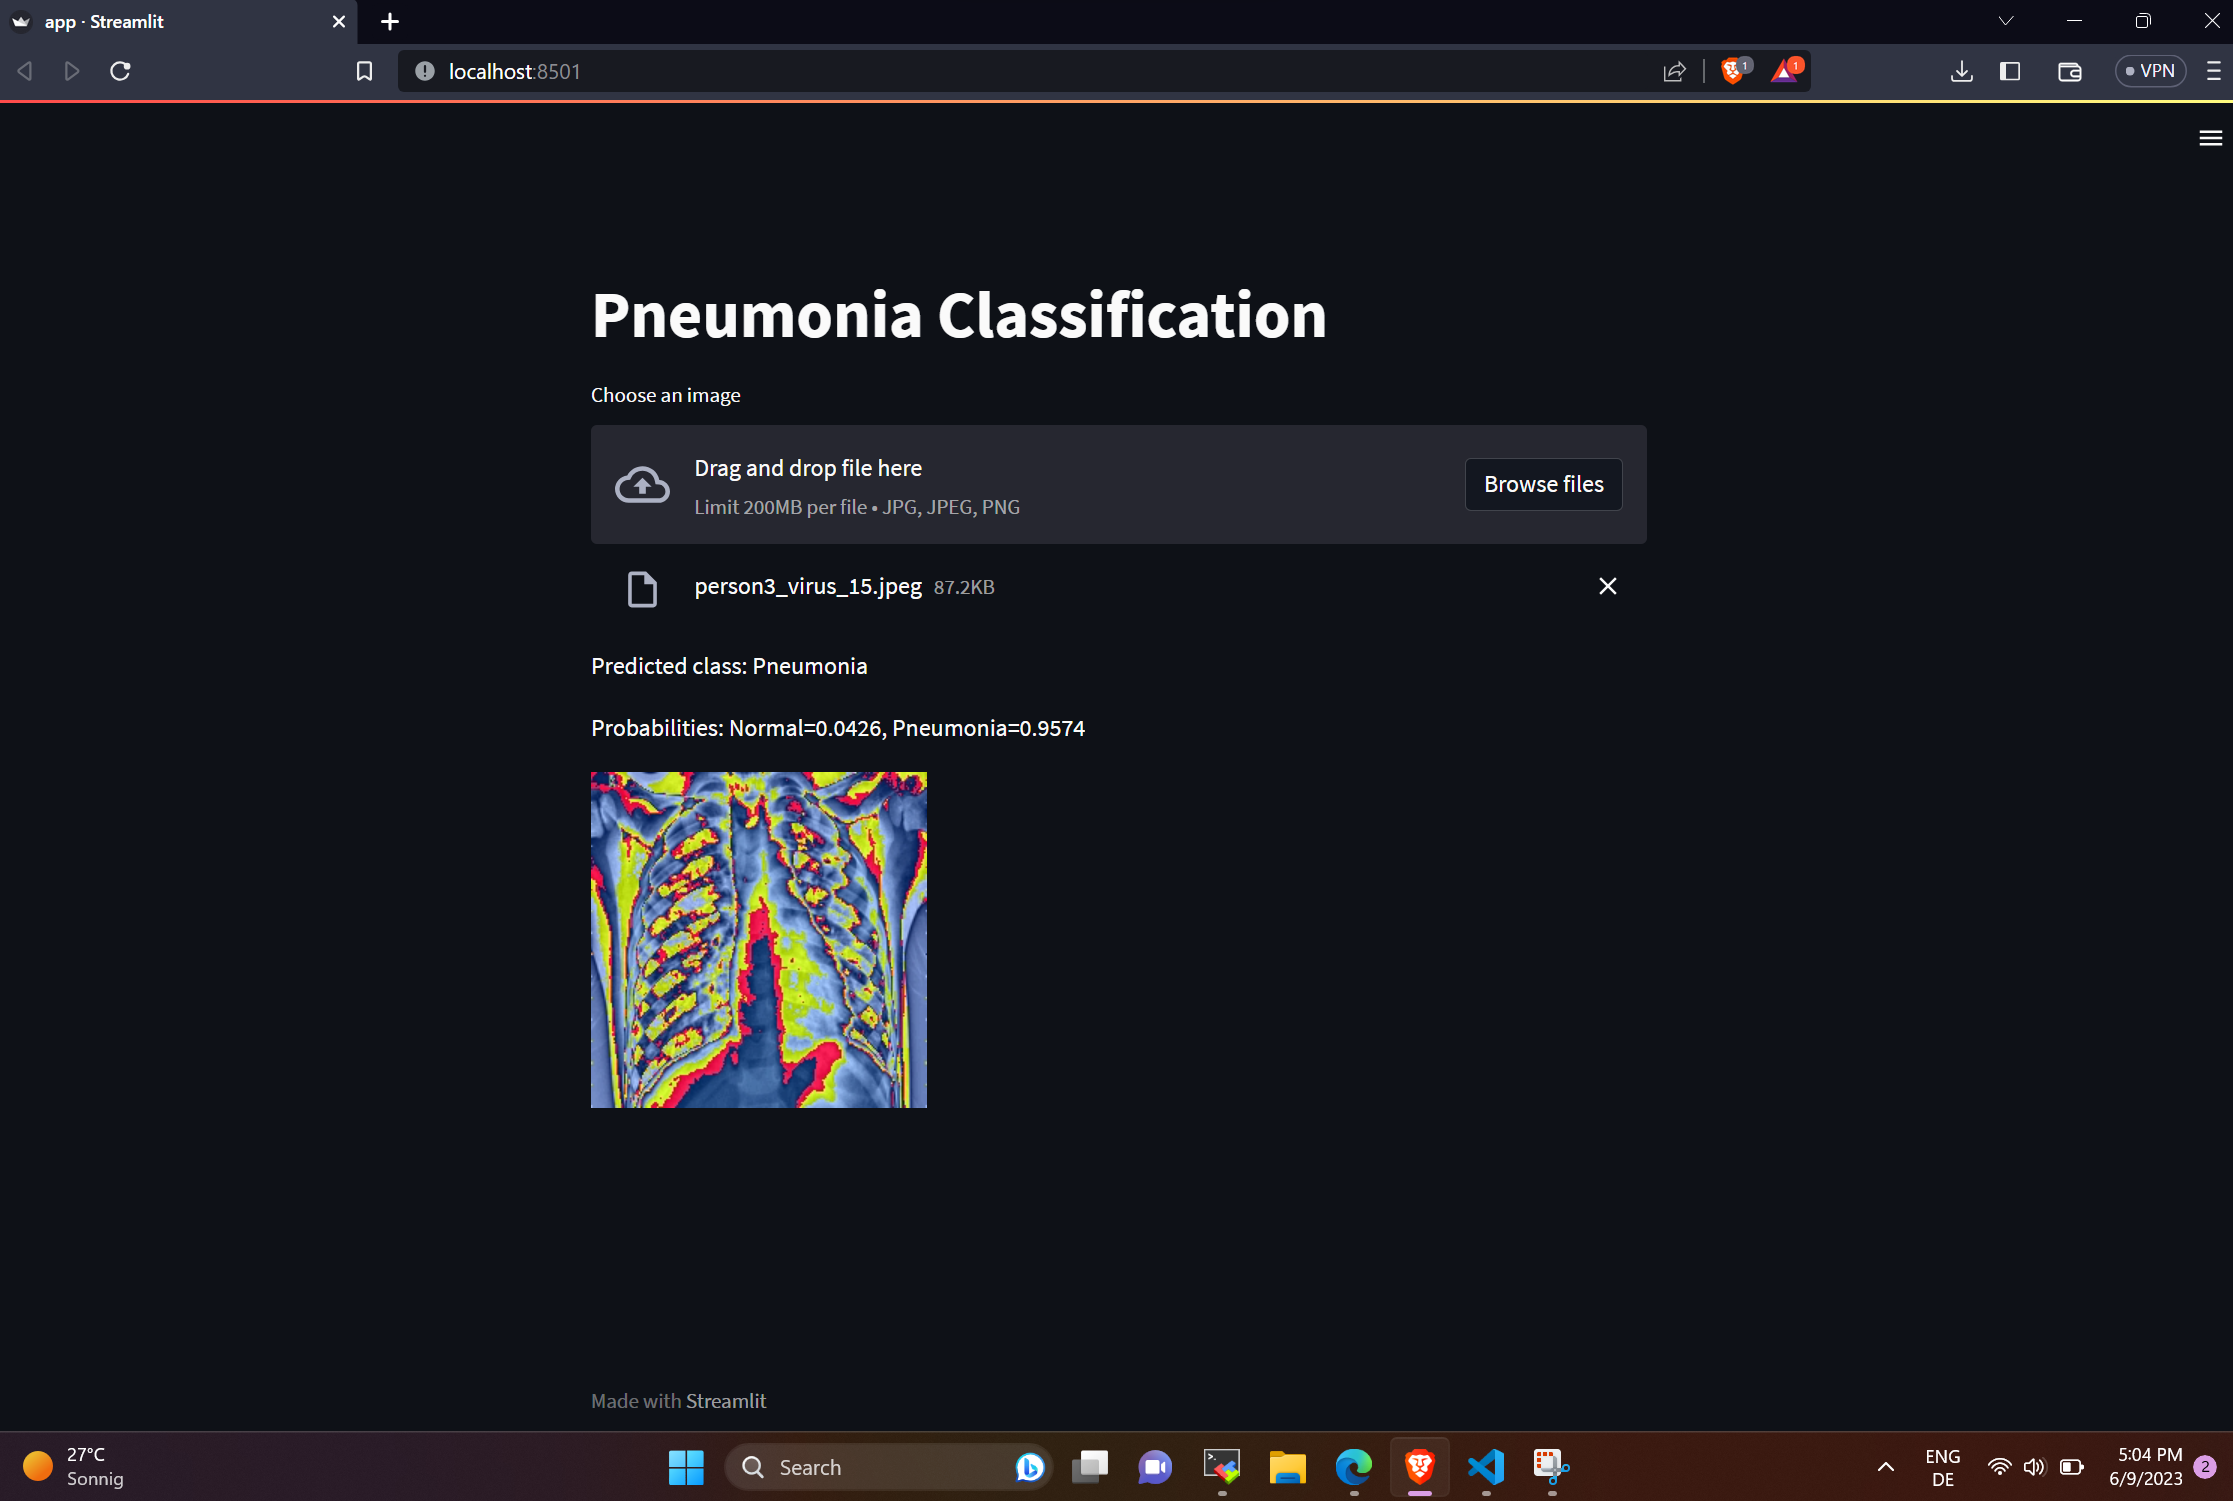 app · Streamlit
localhost:8501
1
1
VPN
Pneumonia Classification
Choose an image
Drag and drop file here
Limit 200MB per file • JPG, JPEG, PNG
Browse files
person3_virus_15.jpeg 87.2KB
Predicted class: Pneumonia
Probabilities: Normal=0.0426, Pneumonia=0.9574
Made with Streamlit
27°C
Sonnig
Search
ENG
DE
5:04 PM
6/9/2023
2